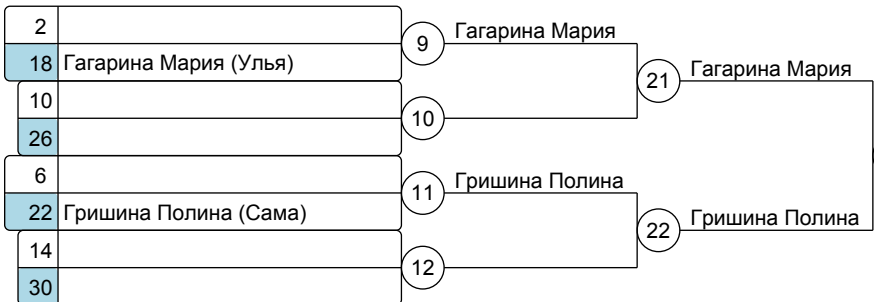 2
18 Гагарина Мария (Улья)
9 Гагарина Мария
21 Гагарина Мария
10
26
10
6
22 Гришина Полина (Сама)
11 Гришина Полина
22 Гришина Полина
14
30
12